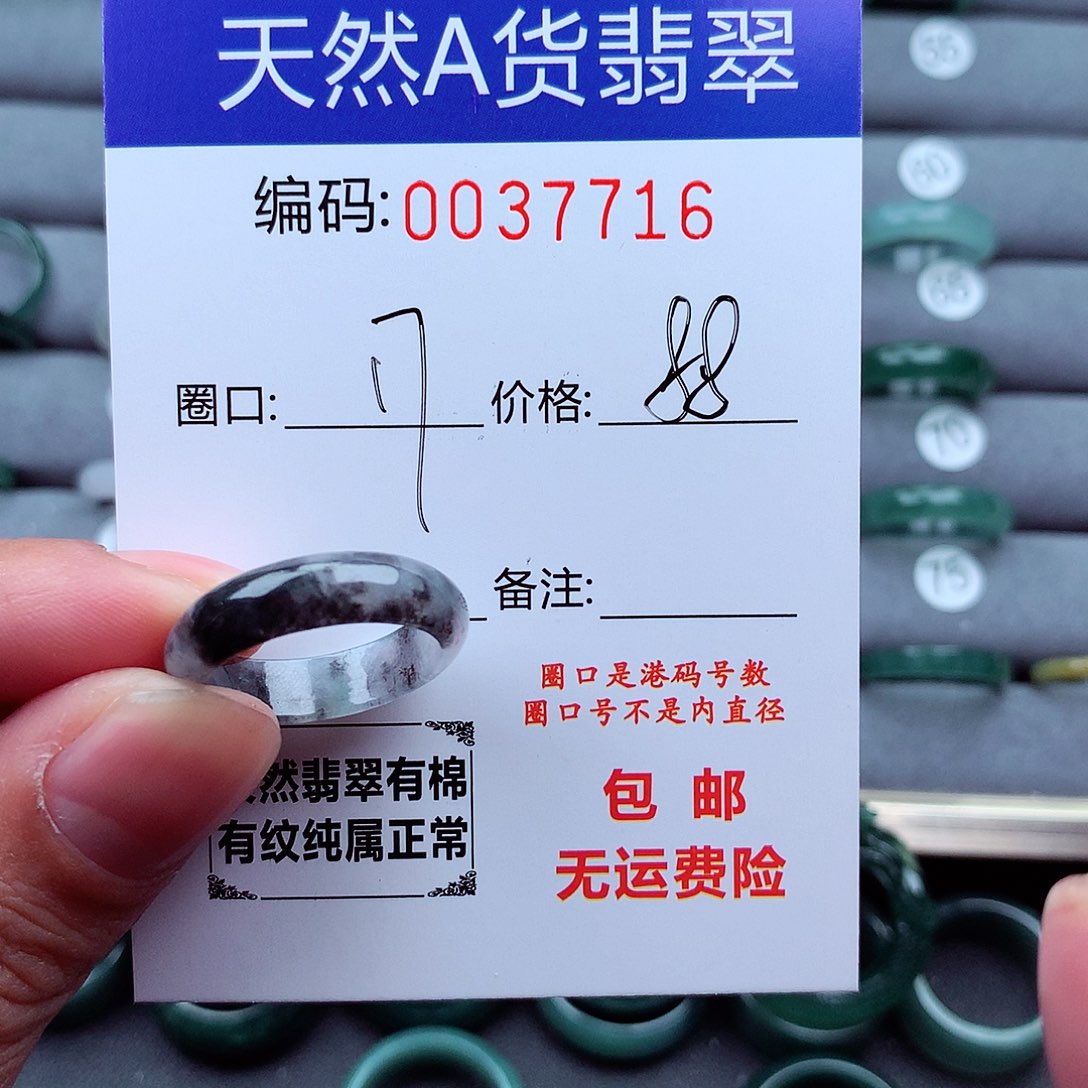 天然A货翡翠
编码:0037716
圈口: 17 价格: 88
备注:
圈口是港码号数
圈口号不是内直径
然翡翠有棉
有纹纯属正常
包邮
无运费险
55
60
65
70
75